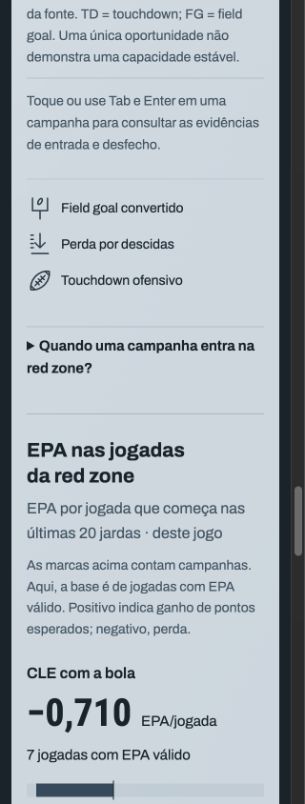 da fonte. TD = touchdown; FG = field
goal. Uma única oportunidade não
demonstra uma capacidade estável.
Toque ou use Tab e Enter em uma
campanha para consultar as evidências
de entrada e desfecho.
Field goal convertido
Perda por descidas
Touchdown ofensivo
▶ Quando uma campanha entra na
red zone?
EPA nas jogadas
da red zone
EPA por jogada que começa nas
últimas 20 jardas · deste jogo
As marcas acima contam campanhas.
Aqui, a base é de jogadas com EPA
válido. Positivo indica ganho de pontos
esperados; negativo, perda.
CLE com a bola
−0,710 EPA/jogada
7 jogadas com EPA válido